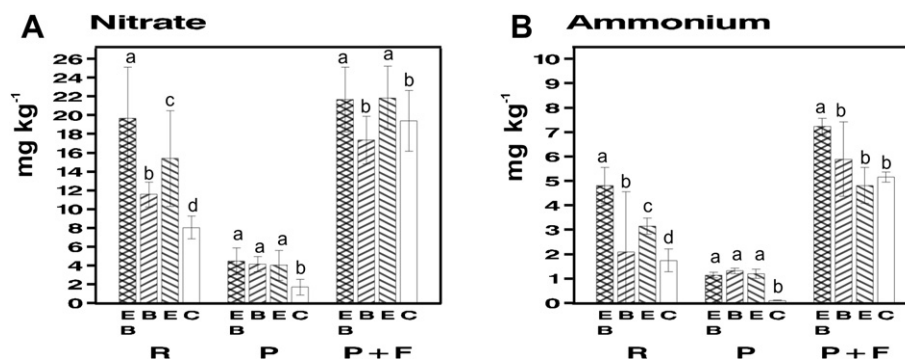 A Nitrate
mg kg-1
26
24
22
20
18
16
14
12
10
8
6
4
2
0
a b c d a a a b a b a b
E B E C E B E C E B E C
B B B
R P P + F
B Ammonium
mg kg-1
10
9
8
7
6
5
4
3
2
1
0
a b c d a a a b a b b b
E B E C E B E C E B E C
B B B
R P P + F